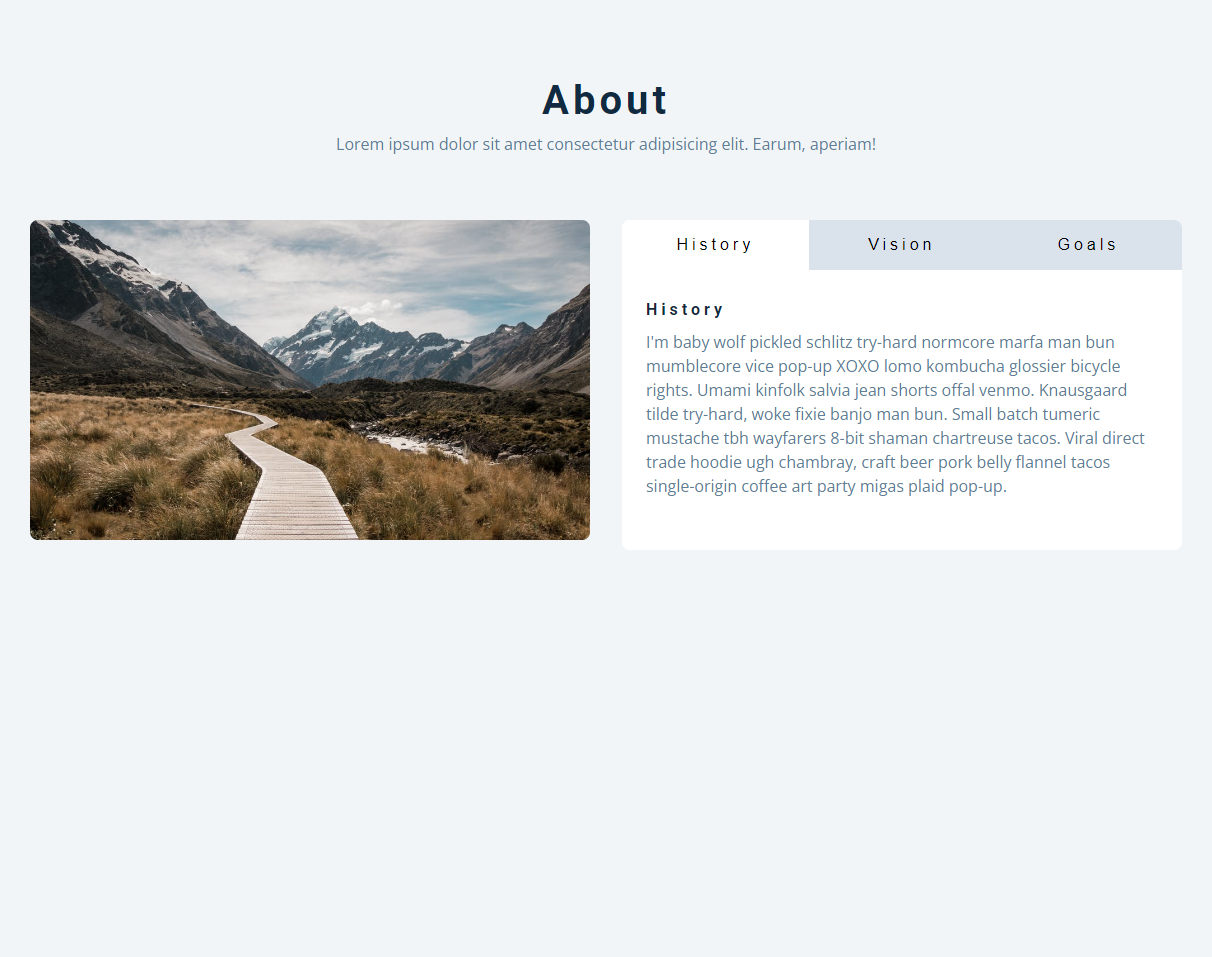 About
Lorem ipsum dolor sit amet consectetur adipisicing elit. Earum, aperiam!
History Vision Goals
History
I'm baby wolf pickled schlitz try-hard normcore marfa man bun
mumblecore vice pop-up XOXO lomo kombucha glossier bicycle
rights. Umami kinfolk salvia jean shorts offal venmo. Knausgaard
tilde try-hard, woke fixie banjo man bun. Small batch tumeric
mustache tbh wayfarers 8-bit shaman chartreuse tacos. Viral direct
trade hoodie ugh chambray, craft beer pork belly flannel tacos
single-origin coffee art party migas plaid pop-up.